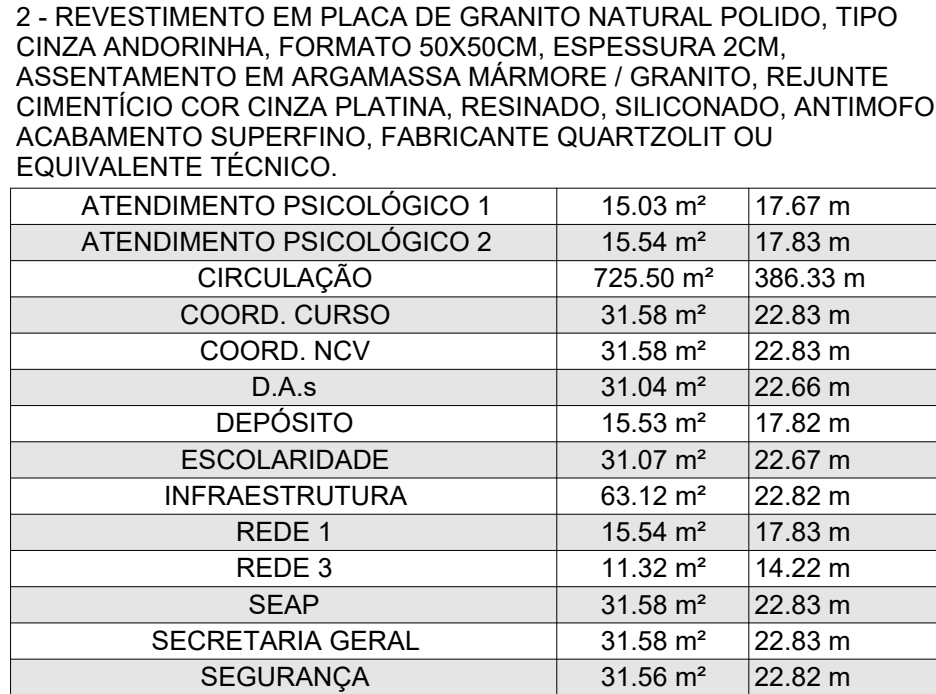 2 - REVESTIMENTO EM PLACA DE GRANITO NATURAL POLIDO, TIPO
CINZA ANDORINHA, FORMATO 50X50CM, ESPESSURA 2CM,
ASSENTAMENTO EM ARGAMASSA MÁRMORE / GRANITO, REJUNTE
CIMENTÍCIO COR CINZA PLATINA, RESINADO, SILICONADO, ANTIMOFO
ACABAMENTO SUPERFINO, FABRICANTE QUARTZOLIT OU
EQUIVALENTE TÉCNICO.
ATENDIMENTO PSICOLÓGICO 1 15.03 m² 17.67 m
ATENDIMENTO PSICOLÓGICO 2 15.54 m² 17.83 m
CIRCULAÇÃO 725.50 m² 386.33 m
COORD. CURSO 31.58 m² 22.83 m
COORD. NCV 31.58 m² 22.83 m
D.A.s 31.04 m² 22.66 m
DEPÓSITO 15.53 m² 17.82 m
ESCOLARIDADE 31.07 m² 22.67 m
INFRAESTRUTURA 63.12 m² 22.82 m
REDE 1 15.54 m² 17.83 m
REDE 3 11.32 m² 14.22 m
SEAP 31.58 m² 22.83 m
SECRETARIA GERAL 31.58 m² 22.83 m
SEGURANÇA 31.56 m² 22.82 m